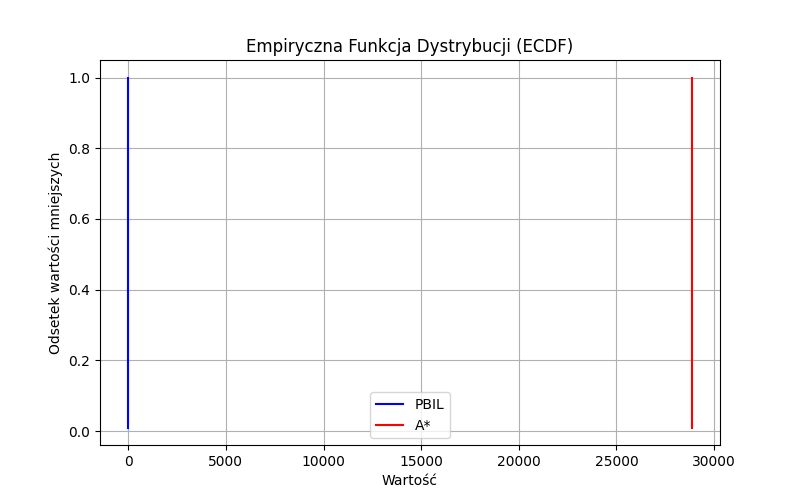 Empiryczna Funkcja Dystrybucji (ECDF)
Odsetek wartości mniejszych
1.0
0.8
0.6
0.4
0.2
0.0
PBIL
A*
0 5000 10000 15000 20000 25000 30000
Wartość